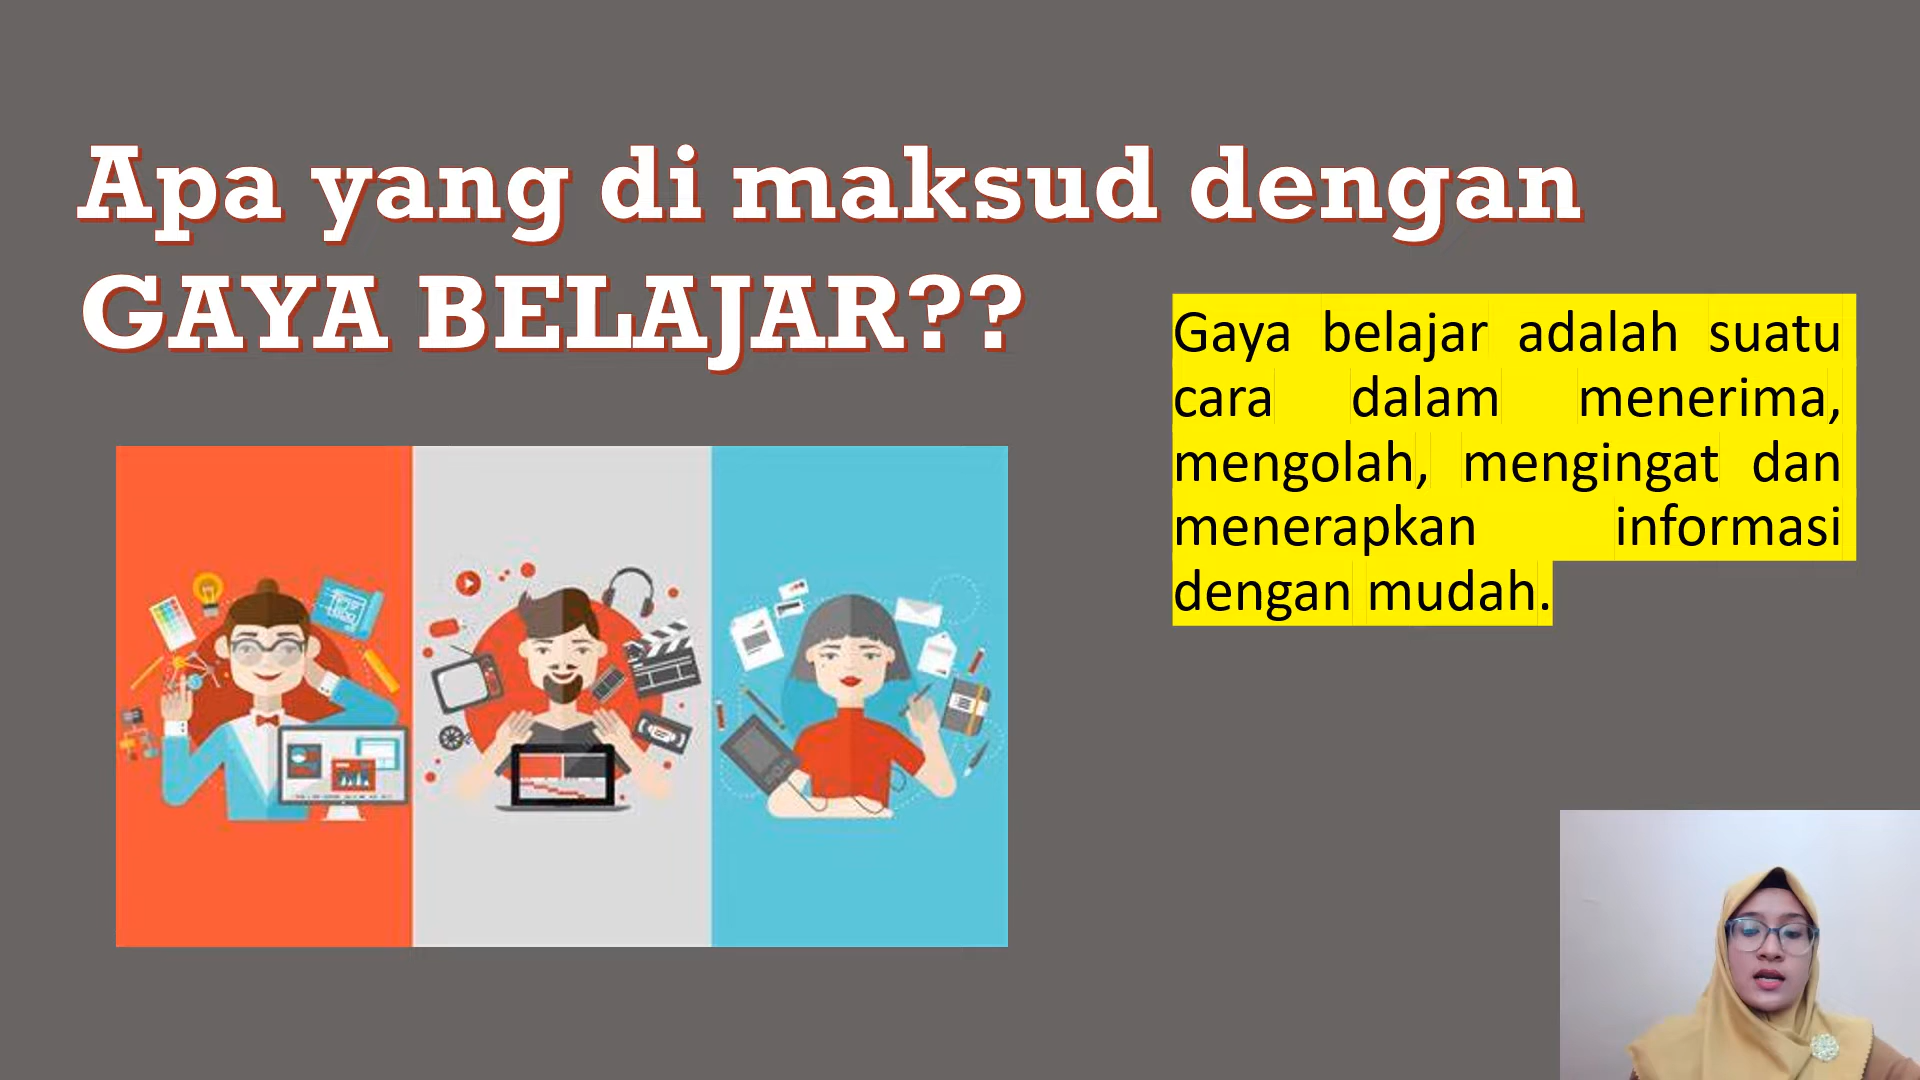 Apa yang di maksud dengan
GAYA BELAJAR??
Gaya belajar adalah suatu
cara dalam menerima,
mengolah, mengingat dan
menerapkan informasi
dengan mudah.